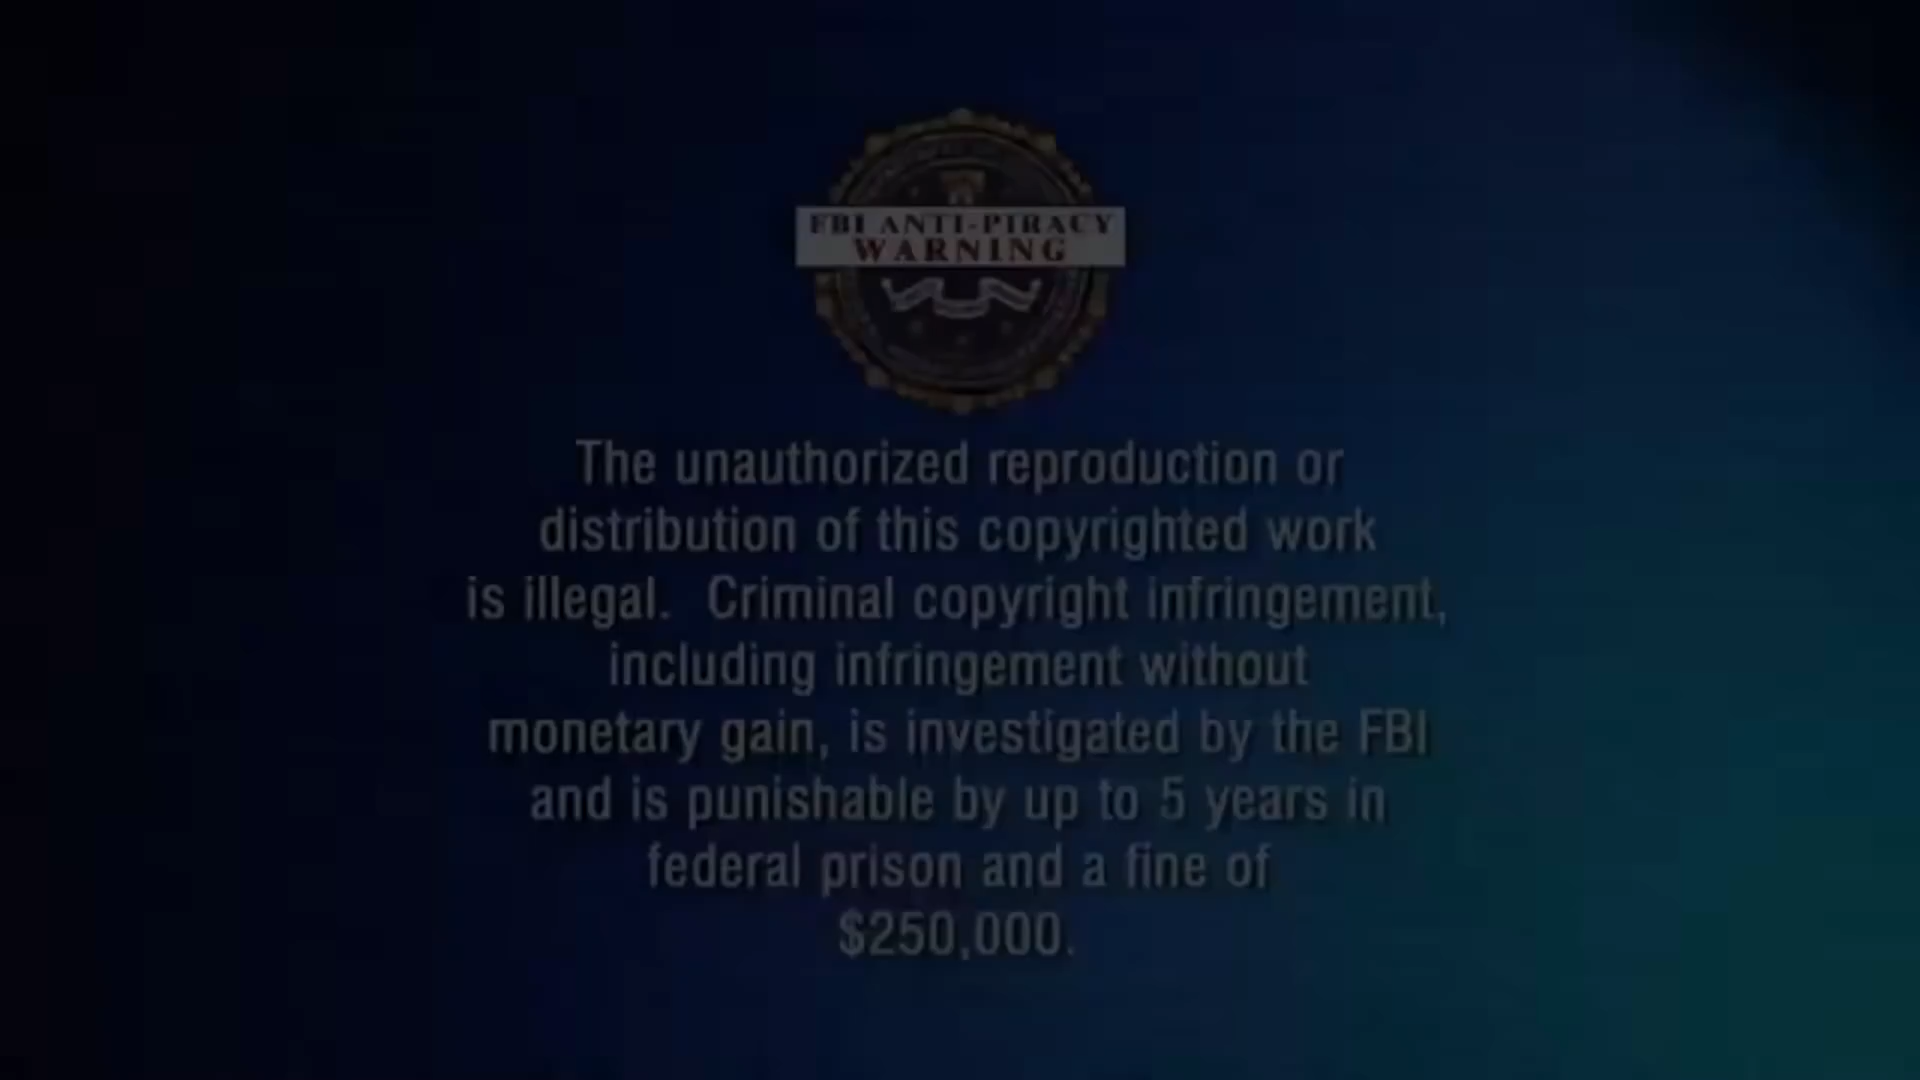 FBI ANTI-PIRACY
WARNING
The unauthorized reproduction or
distribution of this copyrighted work
is illegal.  Criminal copyright infringement,
including infringement without
monetary gain, is investigated by the FBI
and is punishable by up to 5 years in
federal prison and a fine of
$250,000.